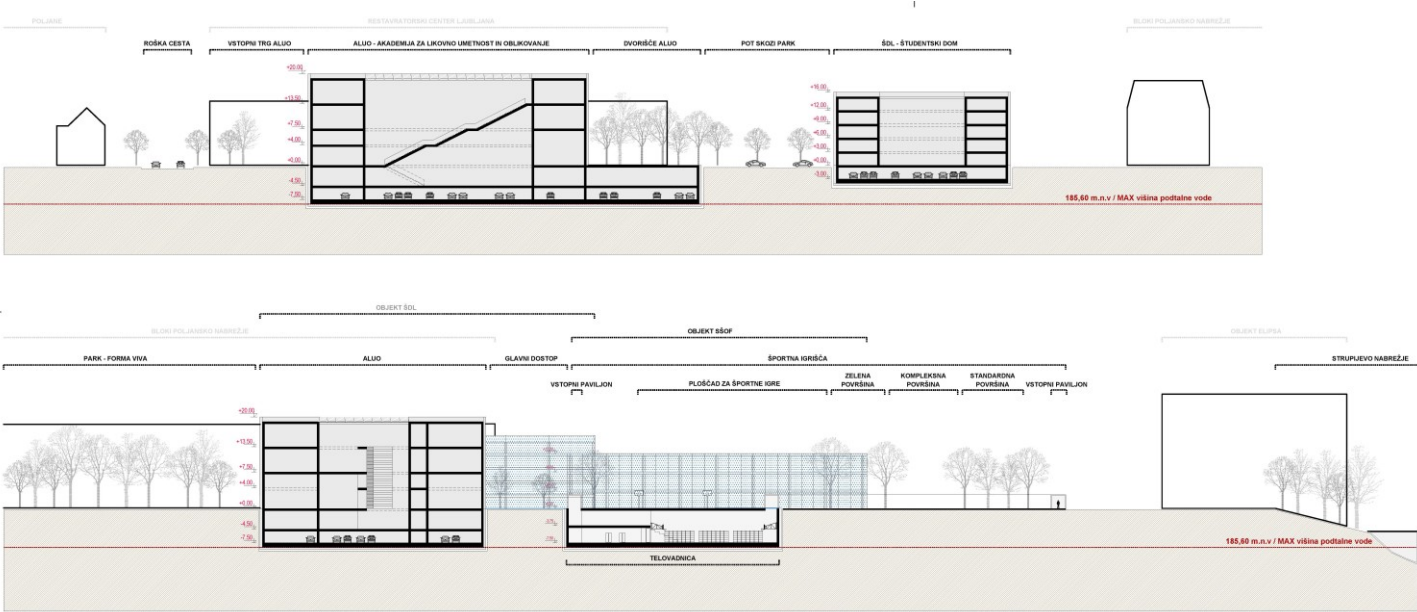 POLJANE
RESTAVRATORSKI CENTER LJUBLJANA
BLOKI POLJANSKO NABREŽJE
ROŠKA CESTA
VSTOPNI TRG ALUO
ALUO - AKADEMIJA ZA LIKOVNO UMETNOST IN OBLIKOVANJE
DVORIŠČE ALUO
POT SKOZI PARK
ŠDL - ŠTUDENTSKI DOM
+20,00
+13,50
+7,50
+4,00
+0,00
-4,50
-7,50
+16,00
+12,00
+9,00
+6,00
+3,00
+0,00
-3,00
185,60 m.n.v / MAX višina podtalne vode
OBJEKT ŠDL
BLOKI POLJANSKO NABREŽJE
OBJEKT SŠOF
OBJEKT ELIPSA
PARK - FORMA VIVA
ALUO
GLAVNI DOSTOP
ŠPORTNA IGRIŠČA
STRUPIJEVO NABREŽJE
VSTOPNI PAVILJON
PLOŠČAD ZA ŠPORTNE IGRE
ZELENA
POVRŠINA
KOMPLEKSNA
POVRŠINA
STANDARDNA
POVRŠINA
VSTOPNI PAVILJON
+20,00
+13,50
+7,50
+4,00
+0,00
-4,50
-7,50
185,60 m.n.v / MAX višina podtalne vode
TELOVADNICA